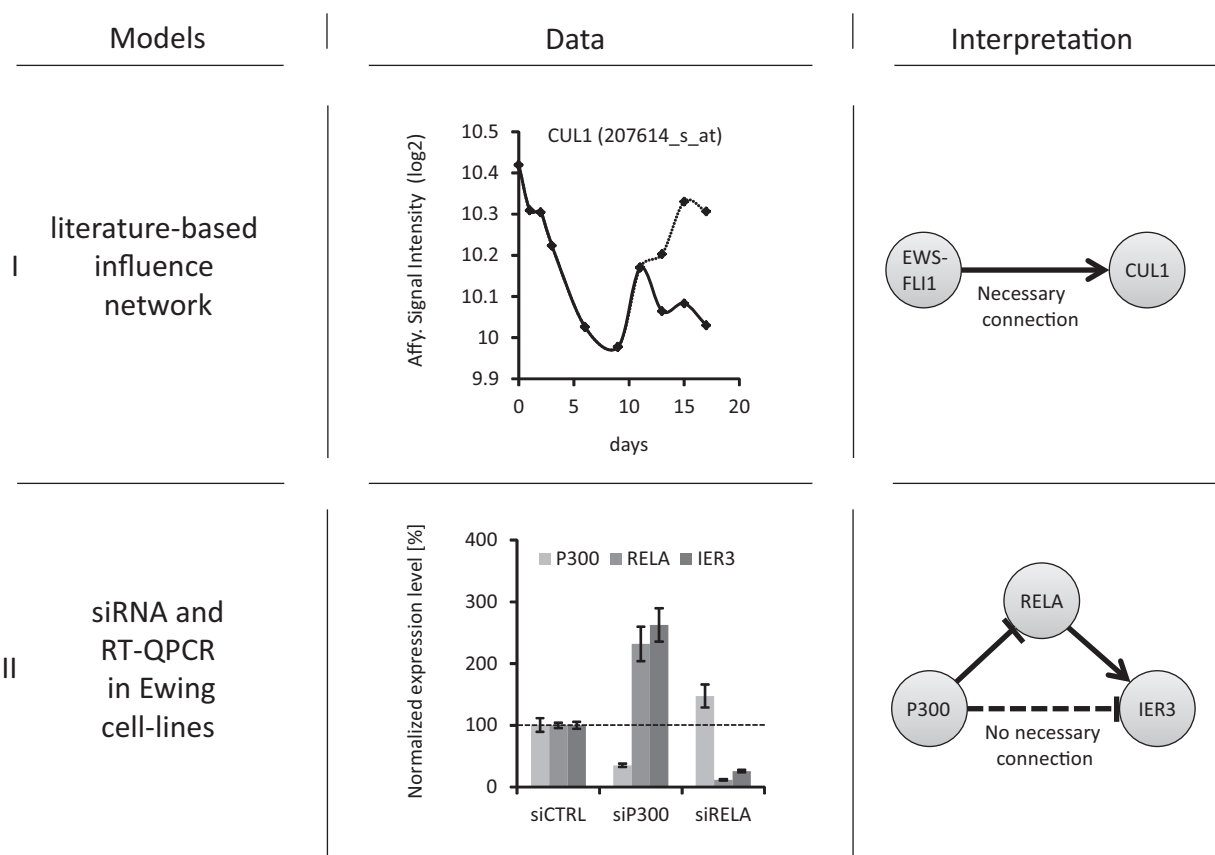 Models
Data
Interpretation
I
literature-based
influence
network
CUL1 (207614_s_at)
Affy. Signal Intensity (log2)
10.5
10.4
10.3
10.2
10.1
10
9.9
0 5 10 15 20
days
EWS-
FLI1
CUL1
Necessary
connection
II
siRNA and
RT-QPCR
in Ewing
cell-lines
Normalized expression level [%]
400
300
200
100
0
P300 RELA IER3
siCTRL siP300 siRELA
RELA
P300
IER3
No necessary
connection